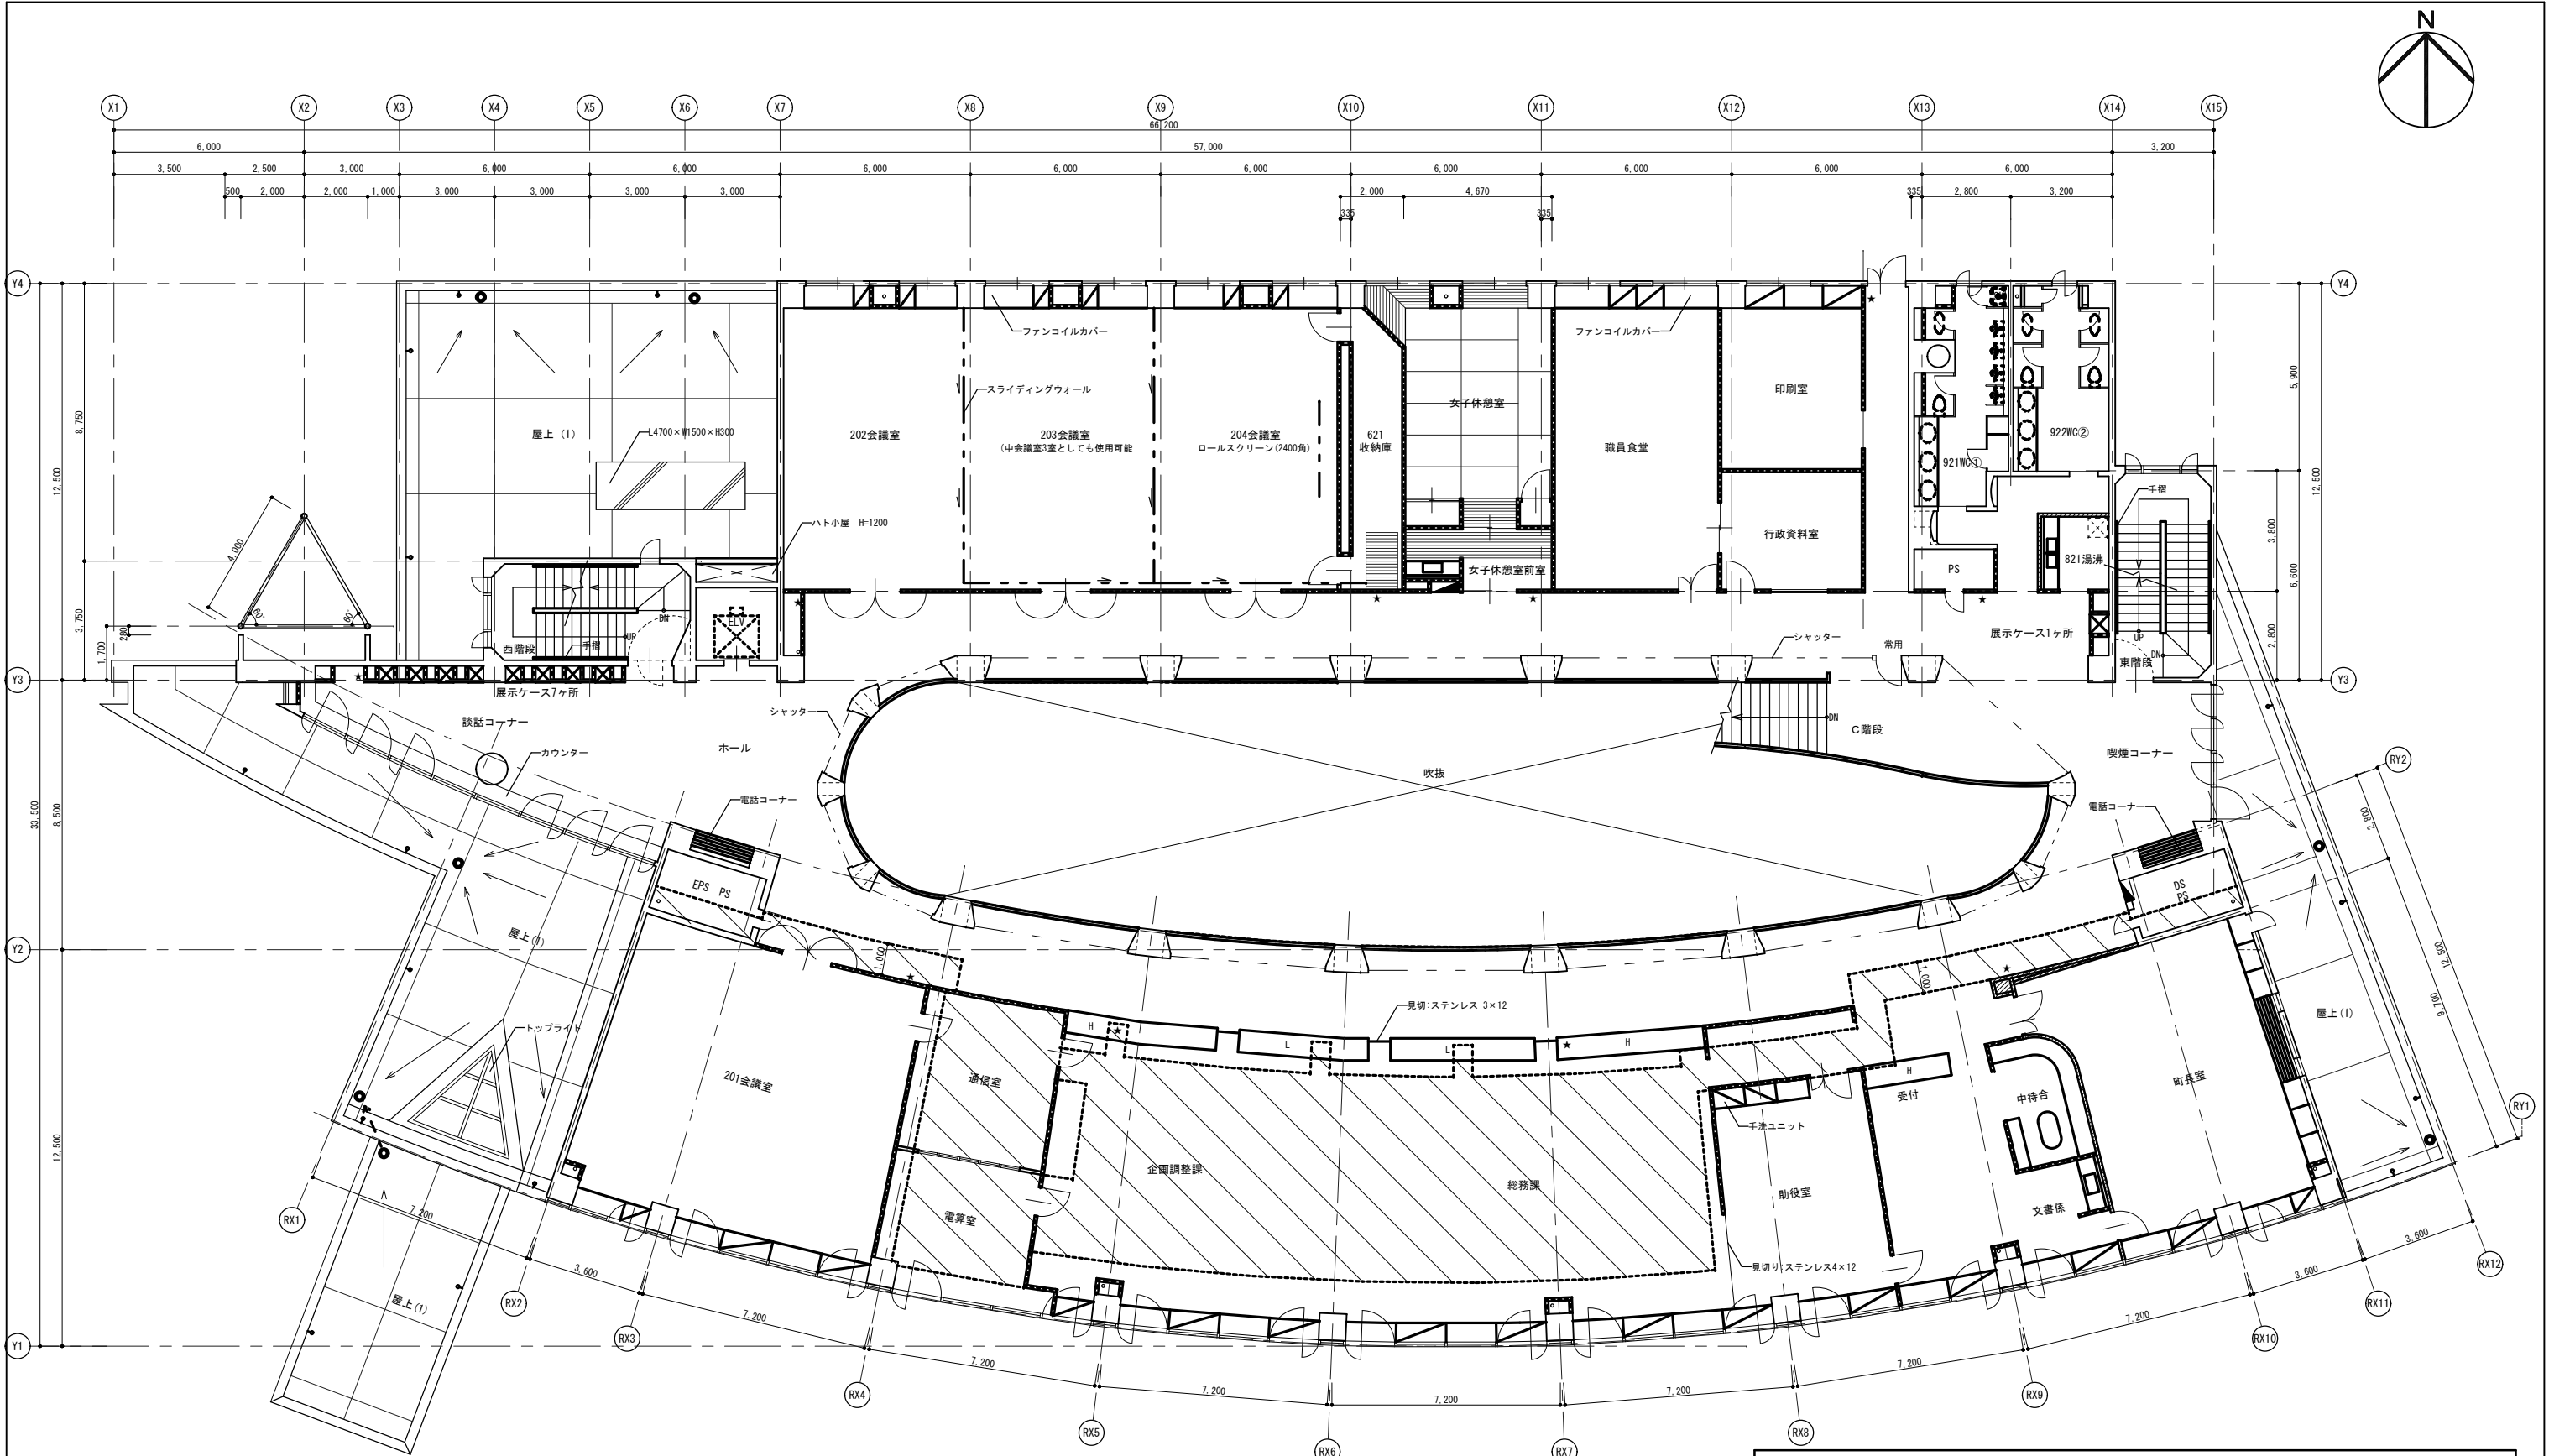 N
X1 X2 X3 X4 X5 X6 X7 X8 X9 X10 X11 X12 X13 X14 X15
66,200
6,000 57,000 3,200
3,500 2,500 3,000 6,000 6,000 6,000 6,000 6,000 6,000 6,000 6,000 6,000
500 2,000 2,000 1,000 3,000 3,000 3,000 3,000 2,000 4,670 335 2,800 3,200
335 335
Y4 Y4
ファンコイルカバー ファンコイルカバー
スライディングウォール
印刷室
女子休憩室
8,750 5,900
屋上 (1) L4700×W1500×H300
202会議室 203会議室 204会議室 621 922WC②
(中会議室3室としても使用可能 ロールスクリーン(2400角) 収納庫 職員食堂
921WC①
12,500 12,500
手摺
ハト小屋 H=1200
行政資料室
4,000 3,800
821湯沸
女子休憩室前室 PS
6,600
60° 60°
3,750 280 1,700
ELV DN UP
西階段 手摺
シャッター 常用 展示ケース1ヶ所
2,800
UP DN 東階段
Y3 Y3
展示ケース7ヶ所
シャッター
談話コーナー
カウンター ホール
DN C階段
喫煙コーナー
RY2
吹抜
電話コーナー 電話コーナー
33,500 8,500
2,800
EPS PS
DS
PS
屋上(1)
Y2
1,000 1,000
12,500
9,700
見切:ステンレス 3×12
屋上(1)
トップライト
H L L H
201会議室 通信室
町長室
H
受付 中待合
RY1
手洗ユニット
12,500
企画調整課 総務課 助役室
電算室 文書係
RX1 7,200
見切り:ステンレス4×12
3,600 RX12
屋上(1)
RX2 3,600 3,600 RX11
RX3 7,200 7,200 RX10
Y1
RX4 7,200 7,200 RX9
RX5 7,200 7,200 7,200 RX8
RX6 RX7